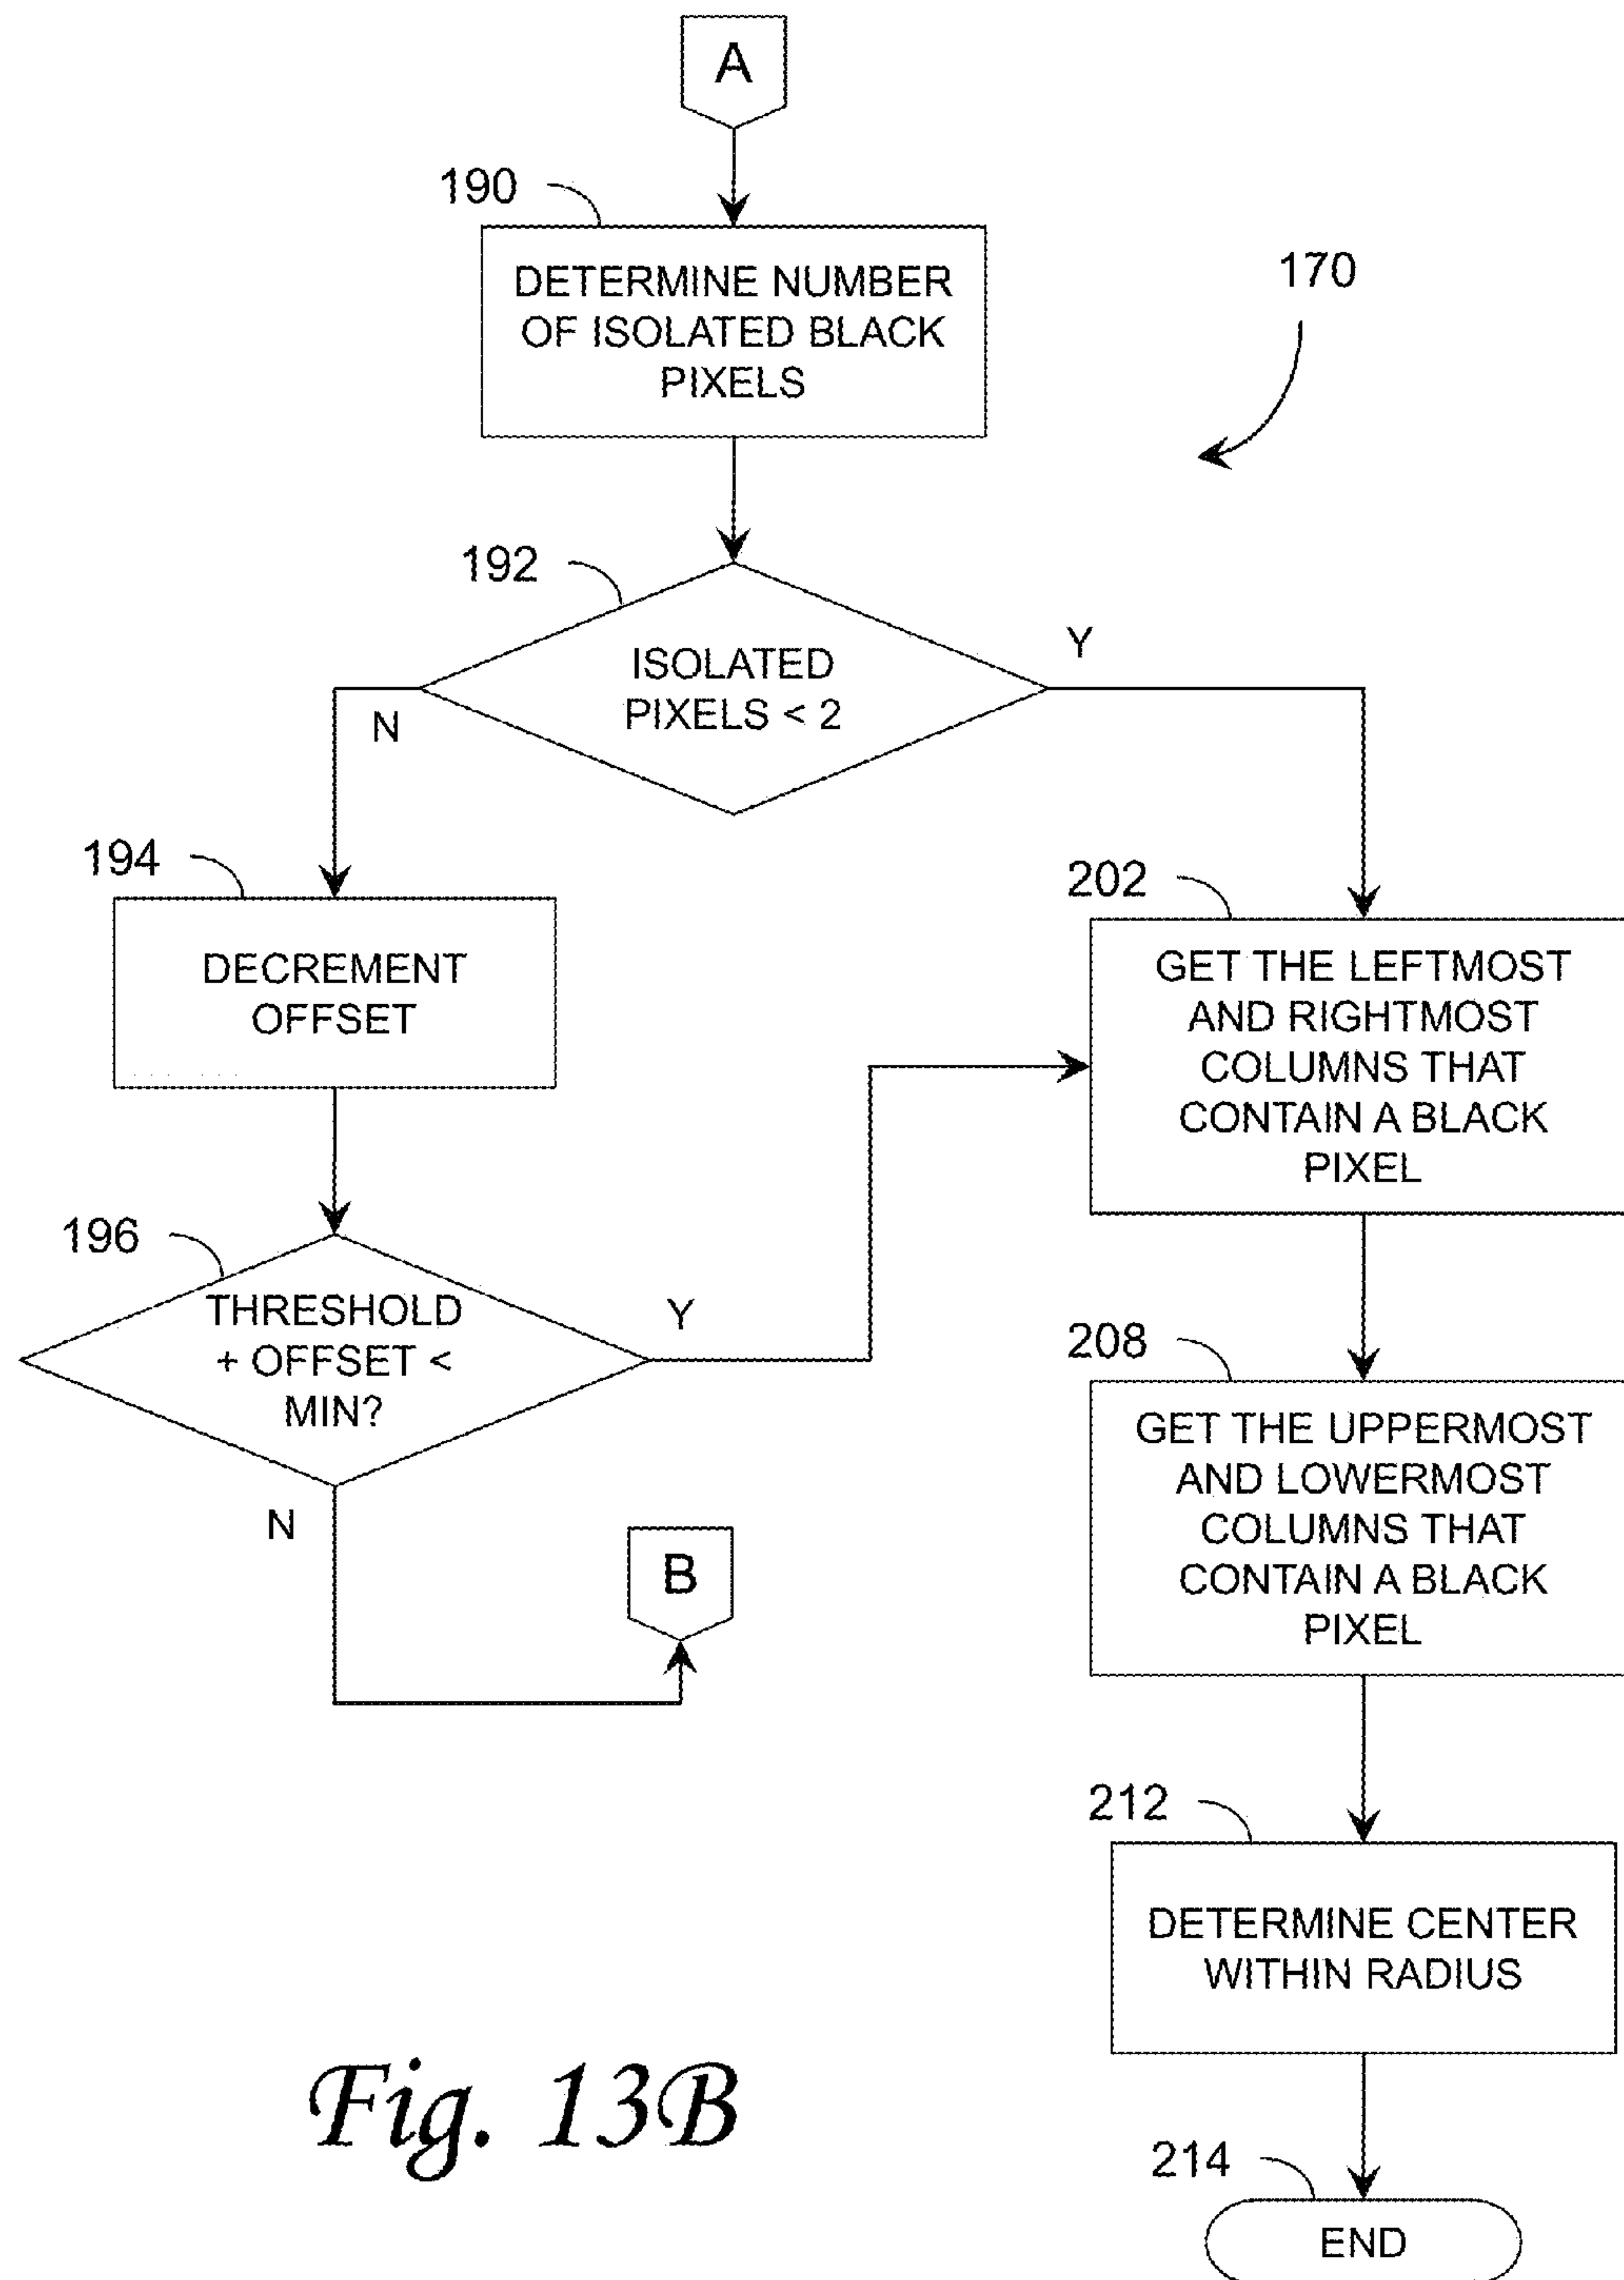 A
190
DETERMINE NUMBER
OF ISOLATED BLACK
PIXELS
170
192
ISOLATED
PIXELS < 2
Y
N
194
DECREMENT
OFFSET
202
GET THE LEFTMOST
AND RIGHTMOST
COLUMNS THAT
CONTAIN A BLACK
PIXEL
196
THRESHOLD
+ OFFSET <
MIN?
Y
N
B
208
GET THE UPPERMOST
AND LOWERMOST
COLUMNS THAT
CONTAIN A BLACK
PIXEL
212
DETERMINE CENTER
WITHIN RADIUS
214
END
Fig. 13B